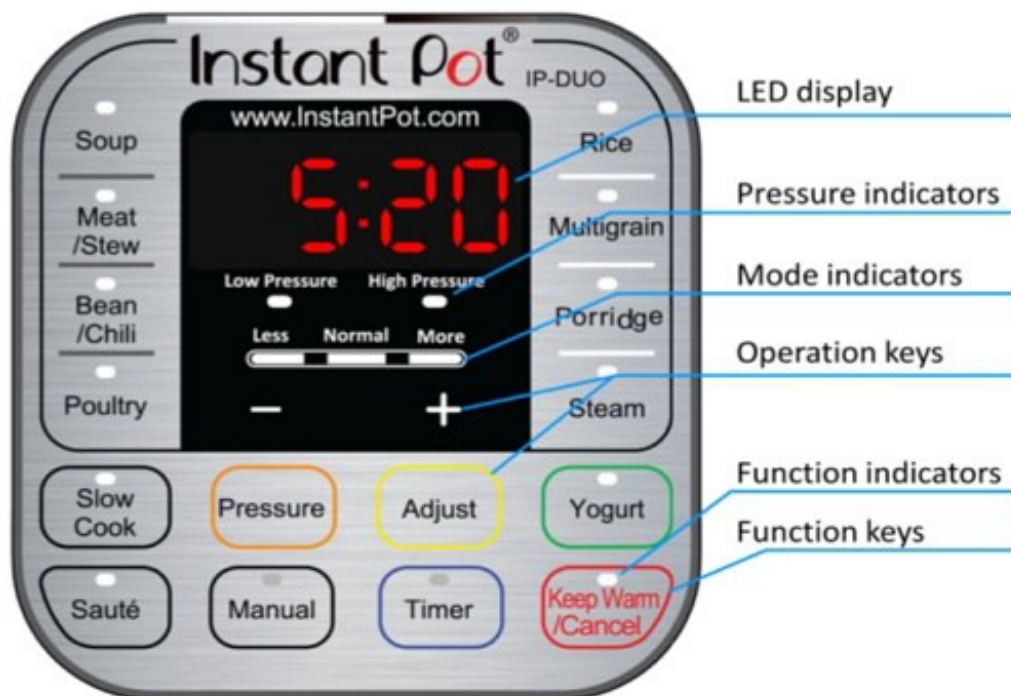 Instant Pot® IP-DUO
www.InstantPot.com
5:20
Low Pressure High Pressure
Less Normal More
− +
Soup
Meat
/Stew
Bean
/Chili
Poultry
Rice
Multigrain
Porridge
Steam
Slow
Cook
Pressure
Adjust
Yogurt
Sauté
Manual
Timer
Keep Warm
/Cancel
LED display
Pressure indicators
Mode indicators
Operation keys
Function indicators
Function keys